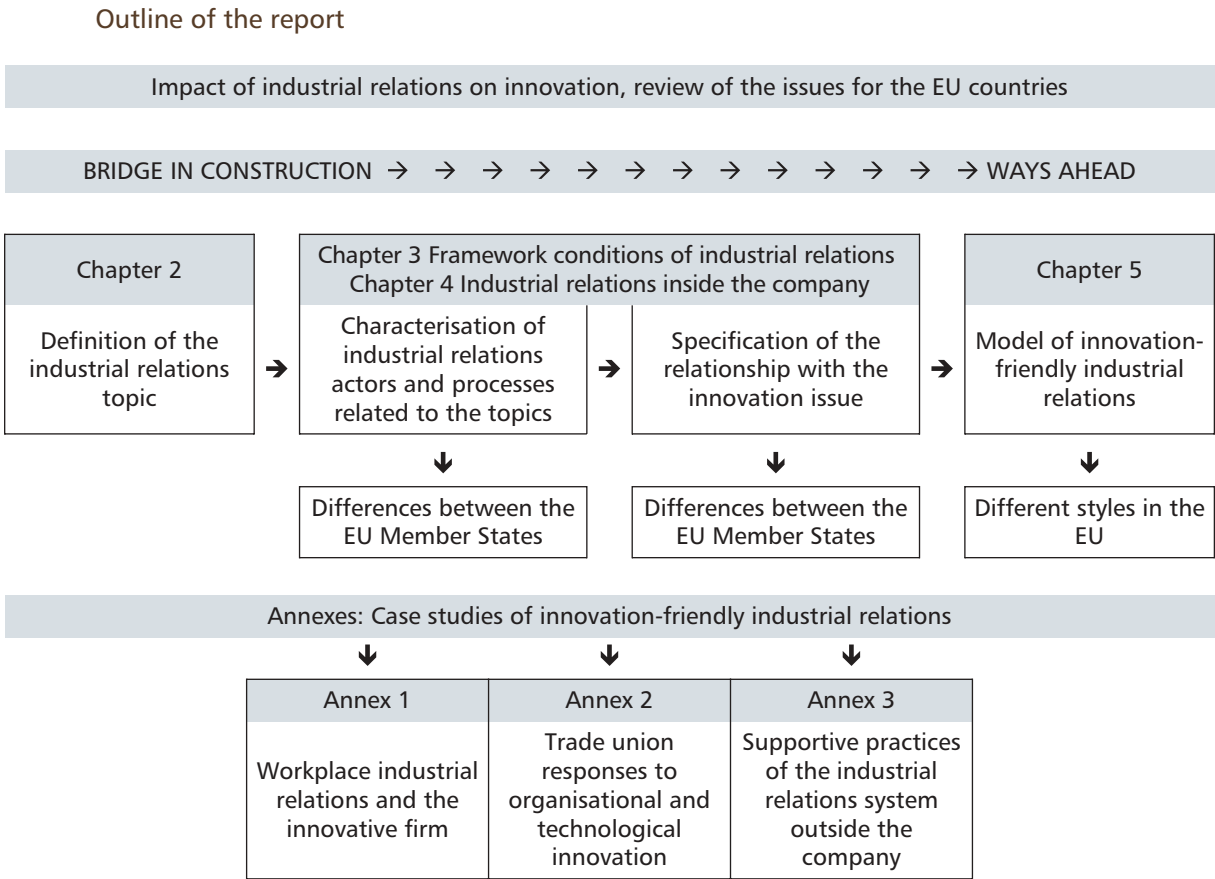 Outline of the report
Impact of industrial relations on innovation, review of the issues for the EU countries
BRIDGE IN CONSTRUCTION → → → → → → → → → → → → → WAYS AHEAD
Chapter 2
Definition of the
industrial relations
topic
➔
Chapter 3 Framework conditions of industrial relations
Chapter 4 Industrial relations inside the company
Characterisation of
industrial relations
actors and processes
related to the topics
➔
Specification of the
relationship with the
innovation issue
➔
Chapter 5
Model of innovation-
friendly industrial
relations
Differences between the
EU Member States
Differences between the
EU Member States
Different styles in the
EU
Annexes: Case studies of innovation-friendly industrial relations
Annex 1
Workplace industrial
relations and the
innovative firm
Annex 2
Trade union
responses to
organisational and
technological
innovation
Annex 3
Supportive practices
of the industrial
relations system
outside the
company